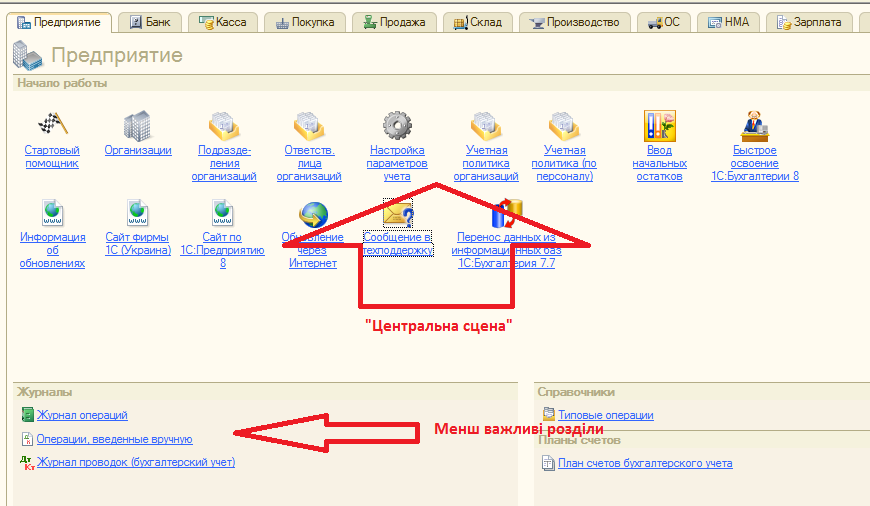 Предприятие
Банк
Касса
Покупка
Продажа
Склад
Производство
ОС
НМА
Зарплата
Предприятие
Начало работы
Стартовый
помощник
Организации
Подразде-
ления
организаций
Ответств.
лица
организаций
Настройка
параметров
учета
Учетная
политика
организаций
Учетная
политика (по
персоналу)
Ввод
начальных
остатков
Быстрое
освоение
1С:Бухгалтерии 8
Информация
об
обновлениях
Сайт фирмы
1С (Украина)
Сайт по
1С:Предприятию
8
Обновление
через
Интернет
Сообщение в
техподдержку
Перенос данных из
информационных баз
1С:Бухгалтерия 7.7
"Центральна сцена"
Журналы
Журнал операций
Операции, введенные вручную
Журнал проводок (бухгалтерский учет)
Менш важливі розділи
Справочники
Типовые операции
Планы счетов
План счетов бухгалтерского учета